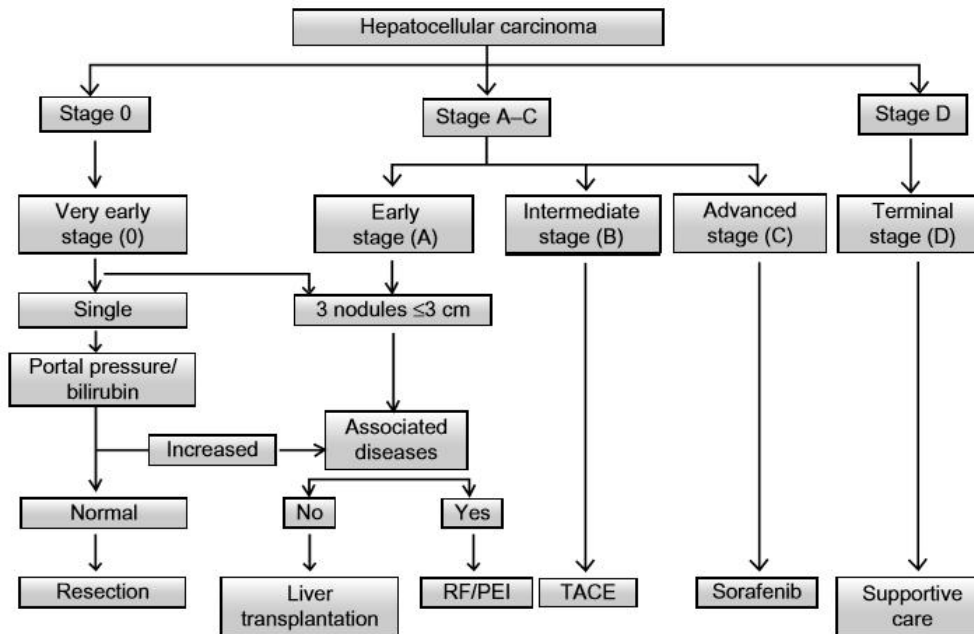 Hepatocellular carcinoma
Stage 0
Stage A–C
Stage D
Very early
stage (0)
Early
stage (A)
Intermediate
stage (B)
Advanced
stage (C)
Terminal
stage (D)
Single
3 nodules ≤3 cm
Portal pressure/
bilirubin
Increased
Associated
diseases
Normal
No
Yes
Resection
Liver
transplantation
RF/PEI
TACE
Sorafenib
Supportive
care